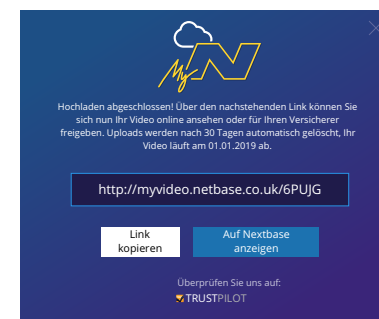 My N
Hochladen abgeschlossen! Über den nachstehenden Link können Sie
sich nun Ihr Video online ansehen oder für Ihren Versicherer
freigeben. Uploads werden nach 30 Tagen automatisch gelöscht, Ihr
Video läuft am 01.01.2019 ab.
http://myvideo.netbase.co.uk/6PUJG
Link
kopieren
Auf Nextbase
anzeigen
Überprüfen Sie uns auf:
TRUSTPILOT